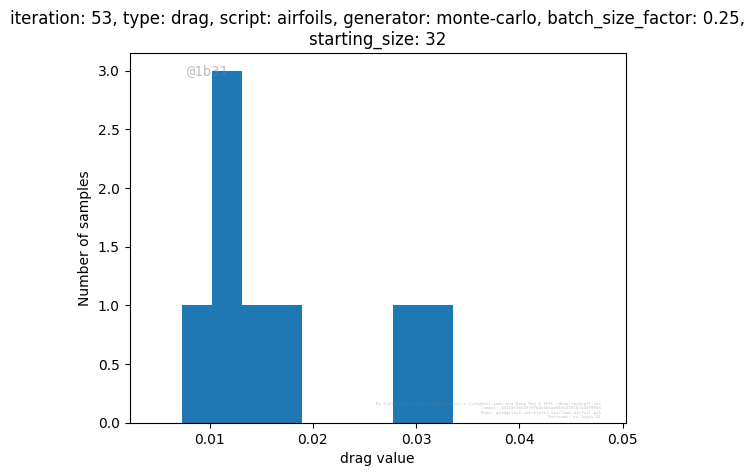 iteration: 53, type: drag, script: airfoils, generator: monte-carlo, batch_size_factor: 0.25,
starting_size: 32
@1b31
3.0
2.5
2.0
1.5
1.0
0.5
0.0
Number of samples
0.01
0.02
0.03
0.04
0.05
drag value